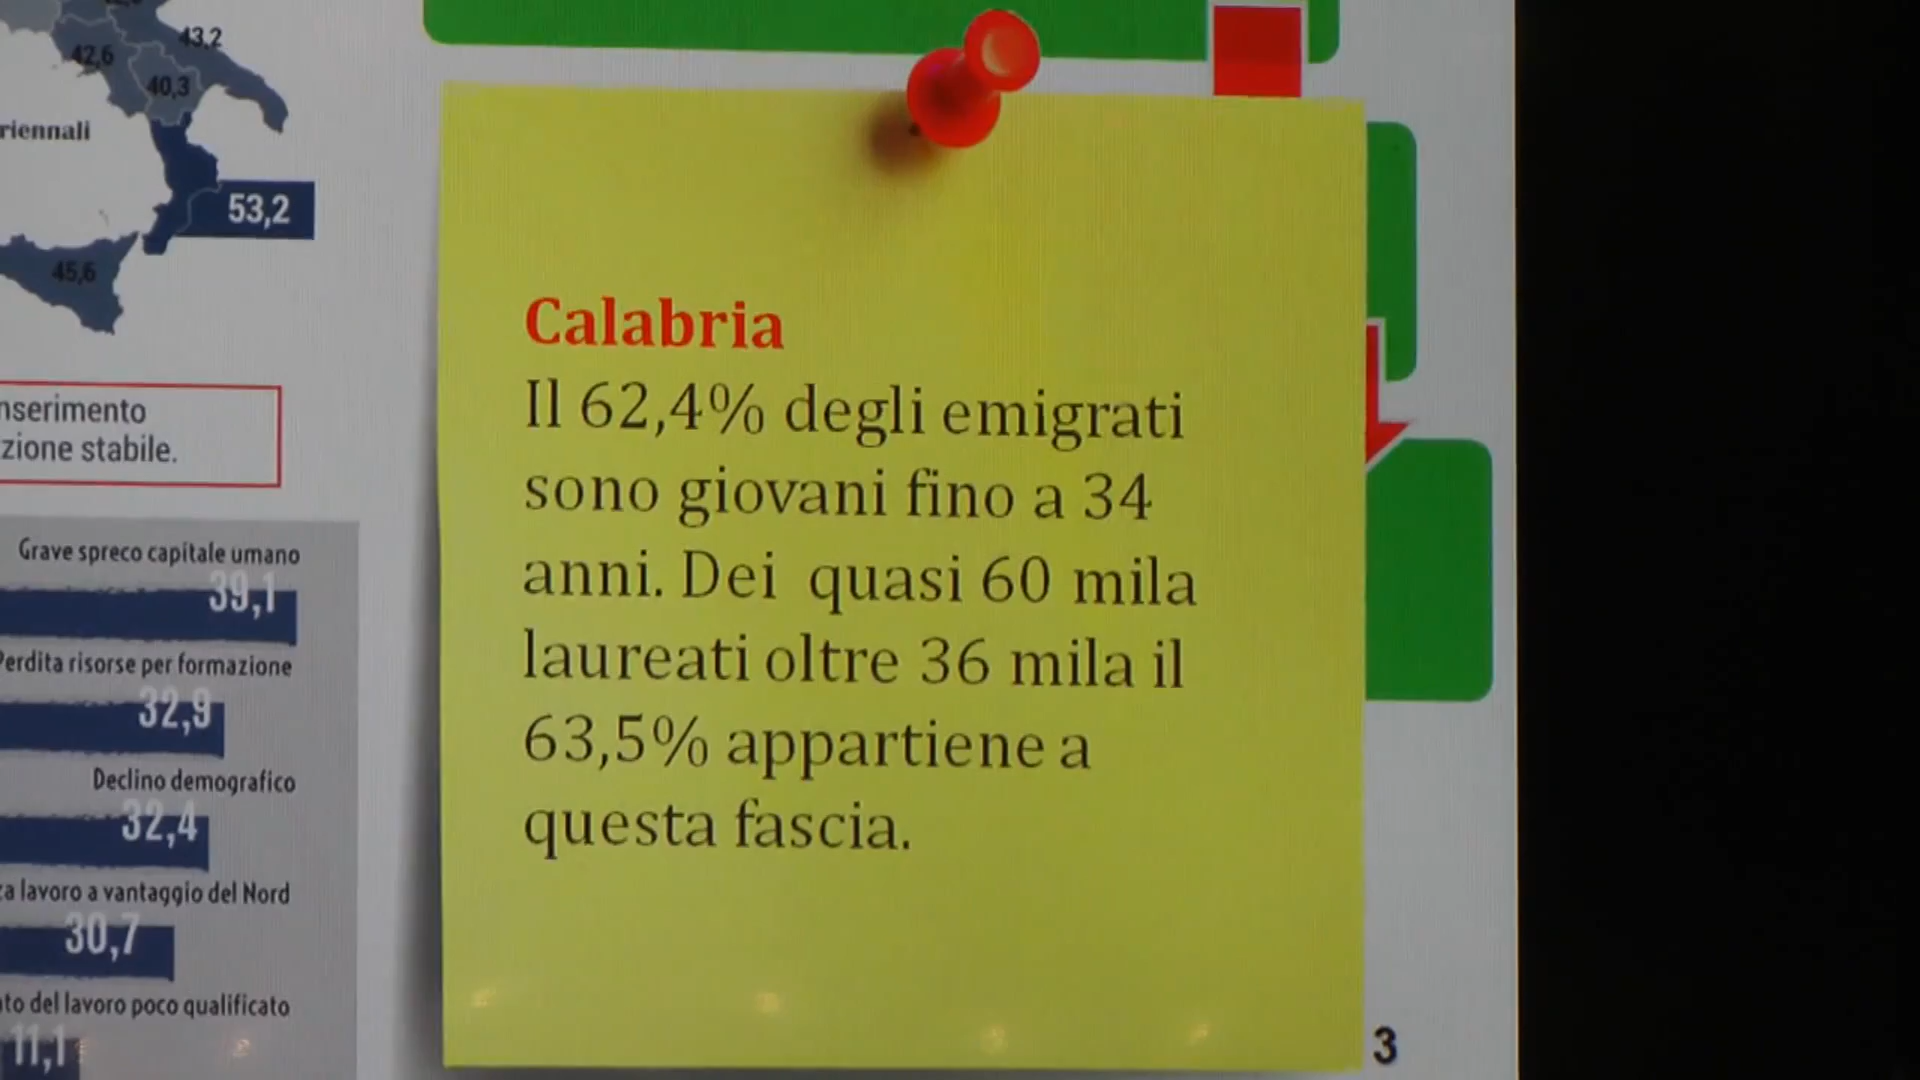 43,2
42,6
40,3
riennali
53,2
45,6
nserimento
zione stabile.
Grave spreco capitale umano
39,1
Perdita risorse per formazione
32,9
Declino demografico
32,4
za lavoro a vantaggio del Nord
30,7
nto del lavoro poco qualificato
11,1
Calabria
Il 62,4% degli emigrati
sono giovani fino a 34
anni. Dei quasi 60 mila
laureati oltre 36 mila il
63,5% appartiene a
questa fascia.
3